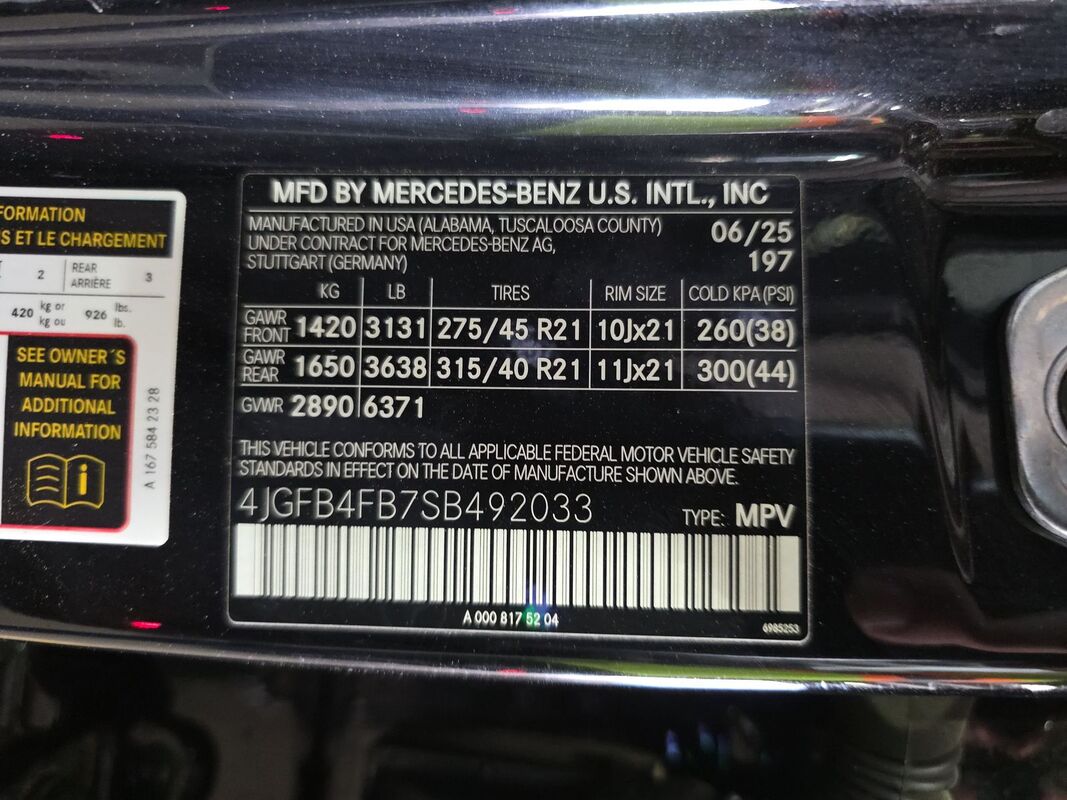 FORMATION
S ET LE CHARGEMENT
2 REAR ARRIÈRE 3
420 kg or kg ou 926 lbs. lb.
SEE OWNER´S
MANUAL FOR
ADDITIONAL
INFORMATION
i
A 167 584 23 28
MFD BY MERCEDES-BENZ U.S. INTL., INC
MANUFACTURED IN USA (ALABAMA, TUSCALOOSA COUNTY) 06/25
UNDER CONTRACT FOR MERCEDES-BENZ AG,
STUTTGART (GERMANY) 197
KG LB TIRES RIM SIZE COLD KPA (PSI)
GAWR FRONT 1420 3131 275/45 R21 10Jx21 260(38)
GAWR REAR 1650 3638 315/40 R21 11Jx21 300(44)
GVWR 2890 6371
THIS VEHICLE CONFORMS TO ALL APPLICABLE FEDERAL MOTOR VEHICLE SAFETY
STANDARDS IN EFFECT ON THE DATE OF MANUFACTURE SHOWN ABOVE.
4JGFB4FB7SB492033 TYPE: MPV
A 000 817 52 04
6985253